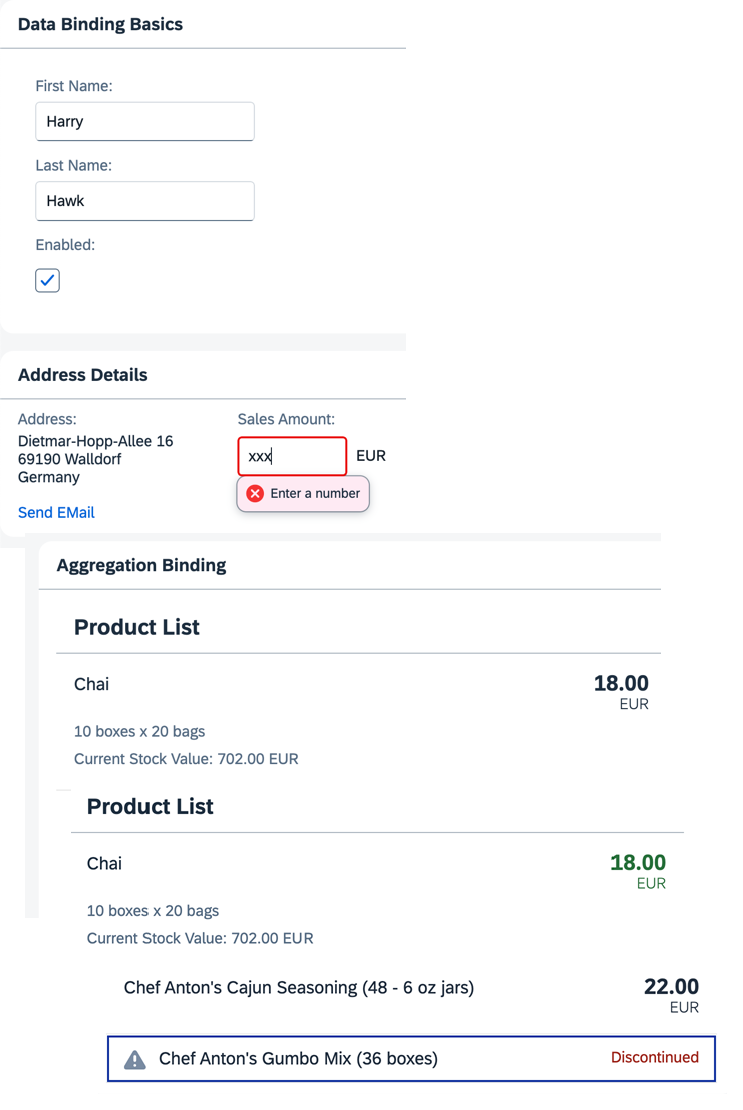 Data Binding Basics
First Name:
Harry
Last Name:
Hawk
Enabled:
Address Details
Address:
Dietmar-Hopp-Allee 16
69190 Walldorf
Germany
Send EMail
Sales Amount:
xxx EUR
Enter a number
Aggregation Binding
Product List
Chai 18.00
EUR
10 boxes x 20 bags
Current Stock Value: 702.00 EUR
Product List
Chai 18.00
EUR
10 boxes x 20 bags
Current Stock Value: 702.00 EUR
Chef Anton's Cajun Seasoning (48 - 6 oz jars) 22.00
EUR
Chef Anton's Gumbo Mix (36 boxes) Discontinued